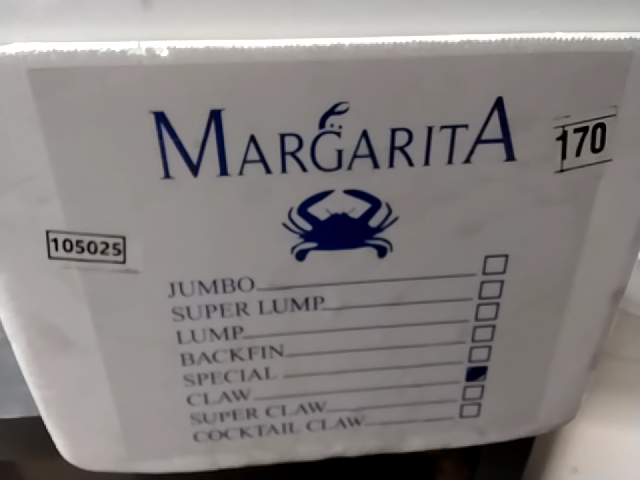 MARGARITA
170
105025
JUMBO
SUPER LUMP
LUMP
BACKFIN
SPECIAL
CLAW
SUPER CLAW
COCKTAIL CLAW